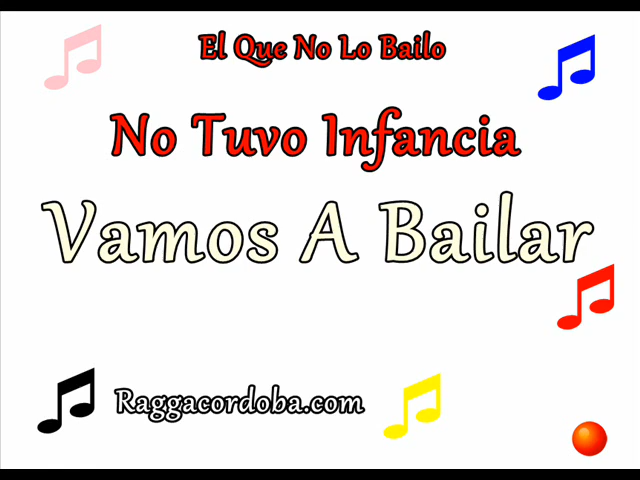 El Que No Lo Bailo
No Tuvo Infancia
Vamos A Bailar
Raggacordoba.com